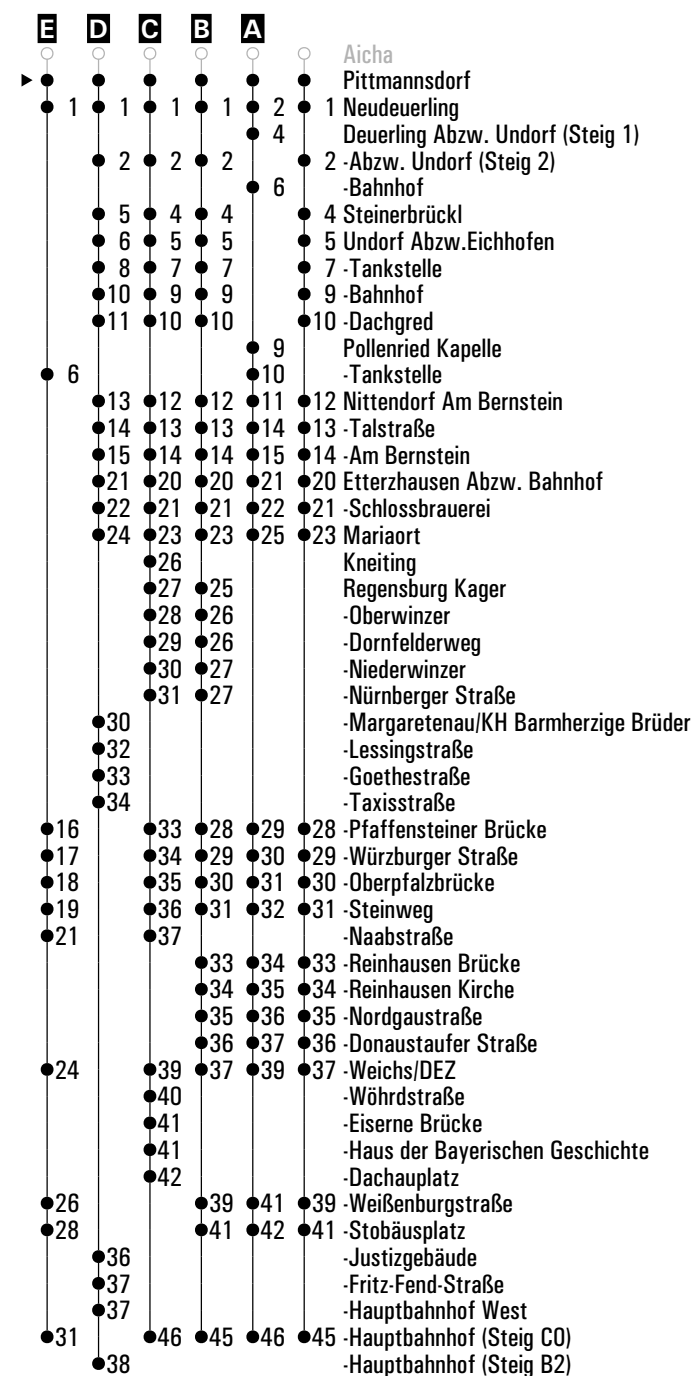 E D C B A
Aicha
Pittmannsdorf
1 1 1 1 2 1 Neudeuerling
4 Deuerling Abzw. Undorf (Steig 1)
2 2 2 2 -Abzw. Undorf (Steig 2)
6 -Bahnhof
5 4 4 4 Steinerbrückl
6 5 5 5 Undorf Abzw.Eichhofen
8 7 7 7 -Tankstelle
10 9 9 9 -Bahnhof
11 10 10 10 -Dachgred
9 Pollenried Kapelle
6 10 -Tankstelle
13 12 12 11 12 Nittendorf Am Bernstein
14 13 13 14 13 -Talstraße
15 14 14 15 14 -Am Bernstein
21 20 20 21 20 Etterzhausen Abzw. Bahnhof
22 21 21 22 21 -Schlossbrauerei
24 23 23 25 23 Mariaort
26 Kneiting
27 25 Regensburg Kager
28 26 -Oberwinzer
29 26 -Dornfelderweg
30 27 -Niederwinzer
31 27 -Nürnberger Straße
30 -Margaretenau/KH Barmherzige Brüder
32 -Lessingstraße
33 -Goethestraße
34 -Taxisstraße
16 33 28 29 28 -Pfaffensteiner Brücke
17 34 29 30 29 -Würzburger Straße
18 35 30 31 30 -Oberpfalzbrücke
19 36 31 32 31 -Steinweg
21 37 -Naabstraße
33 34 33 -Reinhausen Brücke
34 35 34 -Reinhausen Kirche
35 36 35 -Nordgaustraße
36 37 36 -Donaustaufer Straße
24 39 37 39 37 -Weichs/DEZ
40 -Wöhrdstraße
41 -Eiserne Brücke
41 -Haus der Bayerischen Geschichte
42 -Dachauplatz
26 39 41 39 -Weißenburgstraße
28 41 42 41 -Stobäusplatz
36 -Justizgebäude
37 -Fritz-Fend-Straße
37 -Hauptbahnhof West
31 46 45 46 45 -Hauptbahnhof (Steig C0)
38 -Hauptbahnhof (Steig B2)